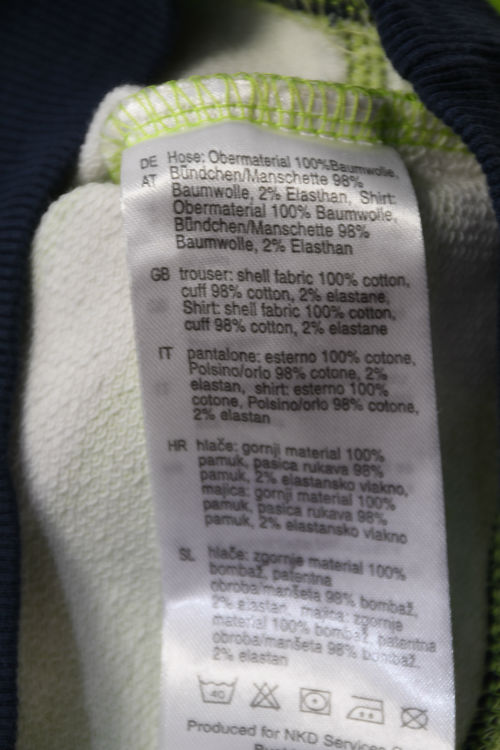 DE Hose: Obermaterial 100%Baumwolle,
AT Bündchen/Manschette 98%
Baumwolle, 2% Elasthan, Shirt:
Obermaterial 100% Baumwolle,
Bündchen/Manschette 98%
Baumwolle, 2% Elasthan
GB trouser: shell fabric 100% cotton,
cuff 98% cotton, 2% elastane,
Shirt: shell fabric 100% cotton,
cuff 98% cotton, 2% elastane
IT pantalone: esterno 100% cotone,
Polsino/orlo 98% cotone, 2%
elastan, shirt: esterno 100%
cotone, Polsino/orlo 98% cotone,
2% elastan
HR hlače: gornji material 100%
pamuk, pasica rukava 98%
pamuk, 2% elastansko vlakno,
majica: gornji material 100%
pamuk, pasica rukava 98%
pamuk, 2% elastansko vlakno
SL hlače: zgornje material 100%
bombaž, patentna
obroba/manšeta 98% bombaž,
2% elastan, majica: zgornje
material 100% bombaž, patentna
obroba/manšeta 98% bombaž,
2% elastan
40
Produced for NKD Services